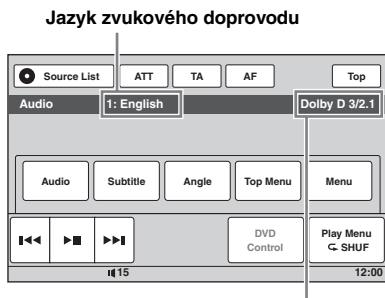 Jazyk zvukového doprovodu
Source List ATT TA AF Top
Audio 1: English Dolby D 3/2.1
Audio Subtitle Angle Top Menu Menu
DVD Control
Play Menu
SHUF
15 12:00